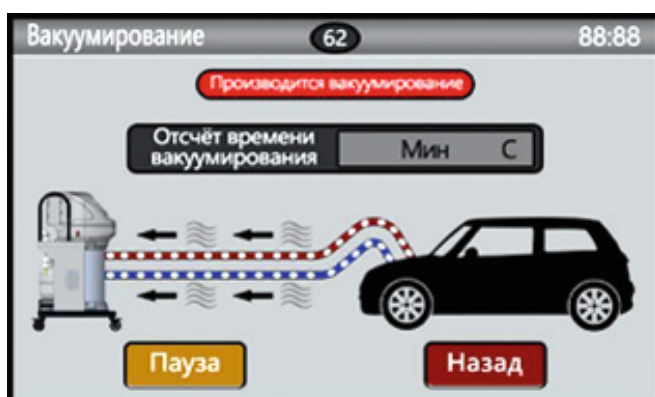 Вакуумирование 62 88:88
Производится вакуумирование
Отсчёт времени
вакуумирования
Мин С
Пауза Назад